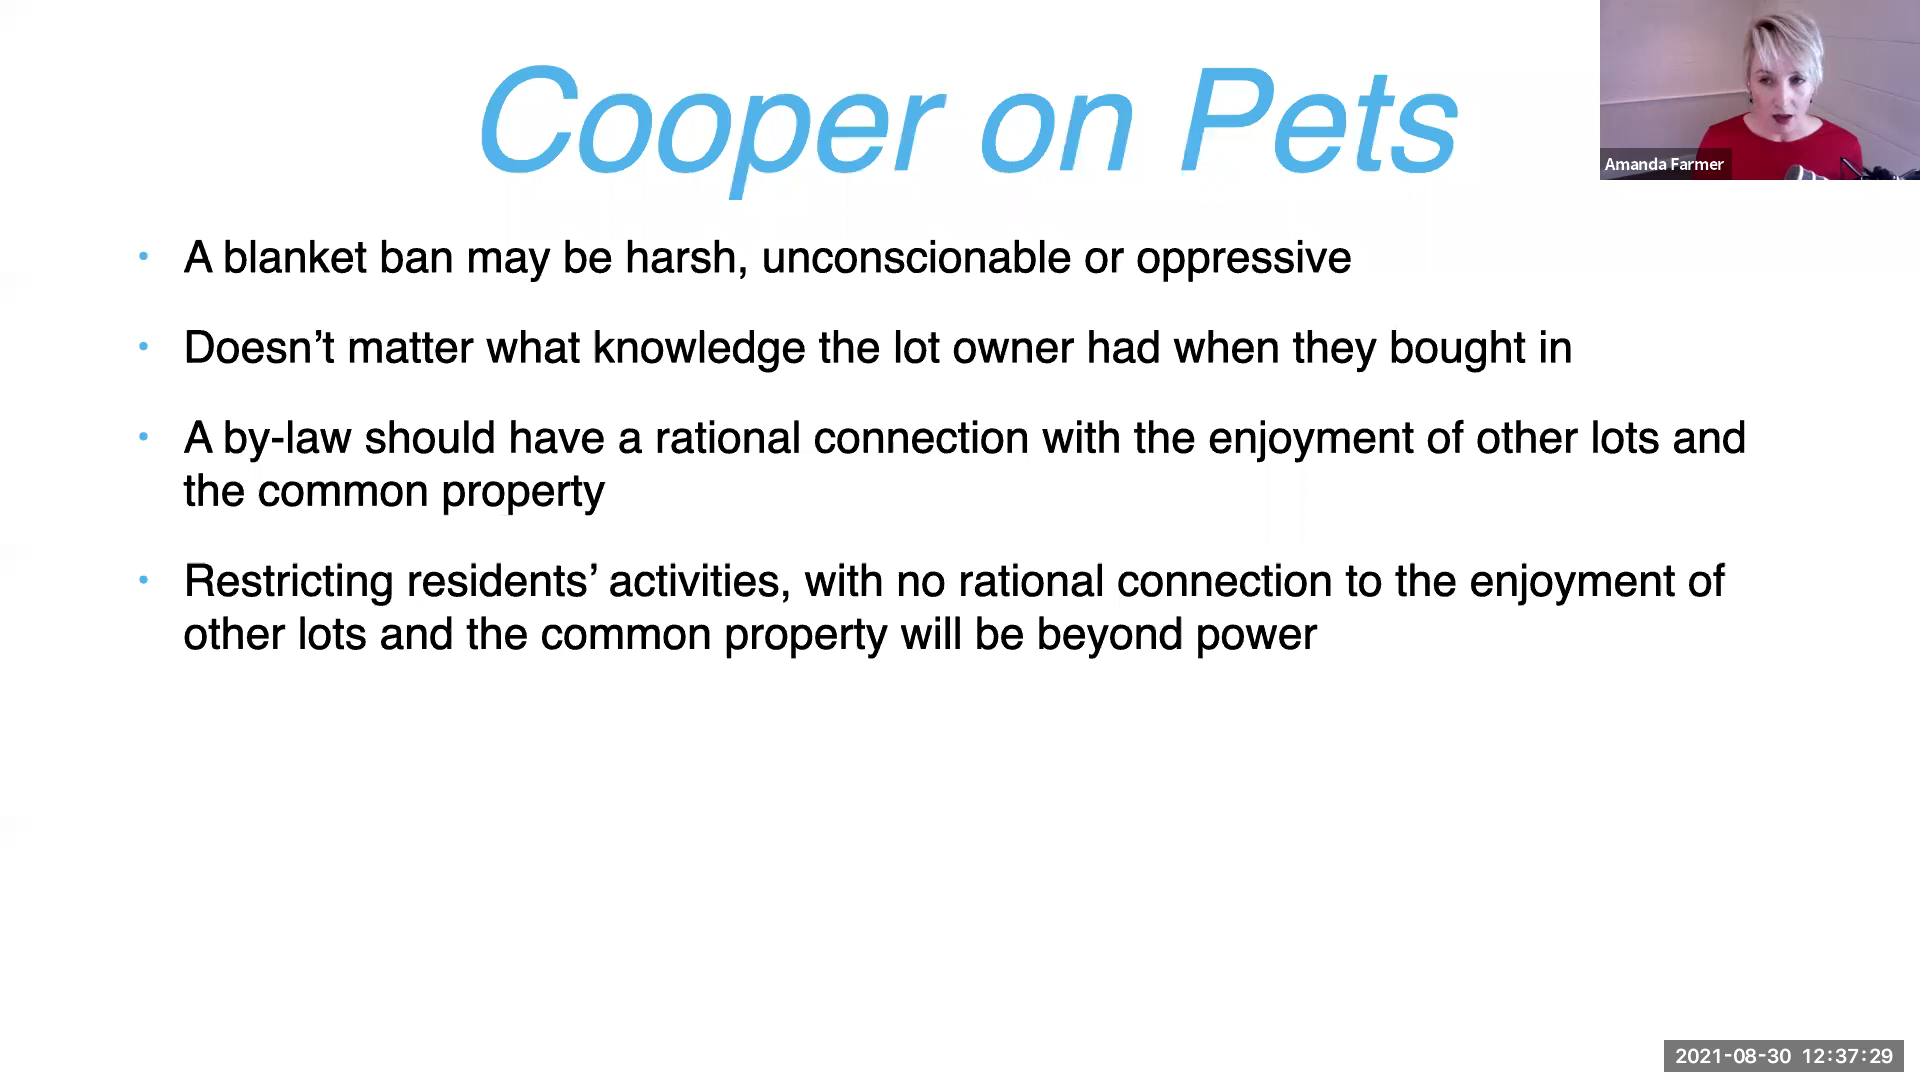 Cooper on Pets
Amanda Farmer
• A blanket ban may be harsh, unconscionable or oppressive
• Doesn’t matter what knowledge the lot owner had when they bought in
• A by-law should have a rational connection with the enjoyment of other lots and
the common property
• Restricting residents’ activities, with no rational connection to the enjoyment of
other lots and the common property will be beyond power
2021-08-30 12:37:29